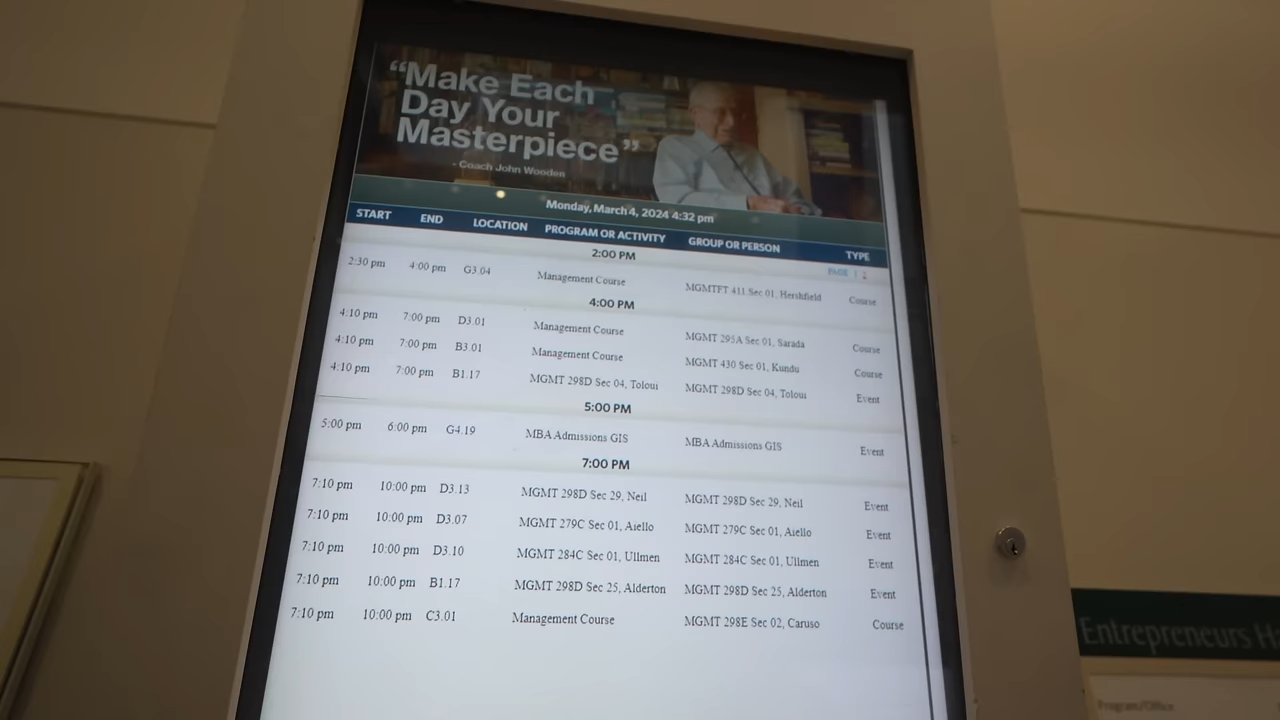 “Make Each
Day Your
Masterpiece”
- Coach John Wooden
Monday, March 4, 2024 4:32 pm
START END LOCATION PROGRAM OR ACTIVITY GROUP OR PERSON TYPE
2:00 PM
PAGE 1 2
2:30 pm 4:00 pm G3.04 Management Course MGMTFT 411 Sec 01, Hershfield Course
4:00 PM
4:10 pm 7:00 pm D3.01 Management Course MGMT 295A Sec 01, Sarada Course
4:10 pm 7:00 pm B3.01 Management Course MGMT 430 Sec 01, Kundu Course
4:10 pm 7:00 pm B1.17 MGMT 298D Sec 04, Toloui MGMT 298D Sec 04, Toloui Event
5:00 PM
5:00 pm 6:00 pm G4.19 MBA Admissions GIS MBA Admissions GIS Event
7:00 PM
7:10 pm 10:00 pm D3.13 MGMT 298D Sec 29, Neil MGMT 298D Sec 29, Neil Event
7:10 pm 10:00 pm D3.07 MGMT 279C Sec 01, Aiello MGMT 279C Sec 01, Aiello Event
7:10 pm 10:00 pm D3.10 MGMT 284C Sec 01, Ullmen MGMT 284C Sec 01, Ullmen Event
7:10 pm 10:00 pm B1.17 MGMT 298D Sec 25, Alderton MGMT 298D Sec 25, Alderton Event
7:10 pm 10:00 pm C3.01 Management Course MGMT 298E Sec 02, Caruso Course
Entrepreneurs H
Program/Office